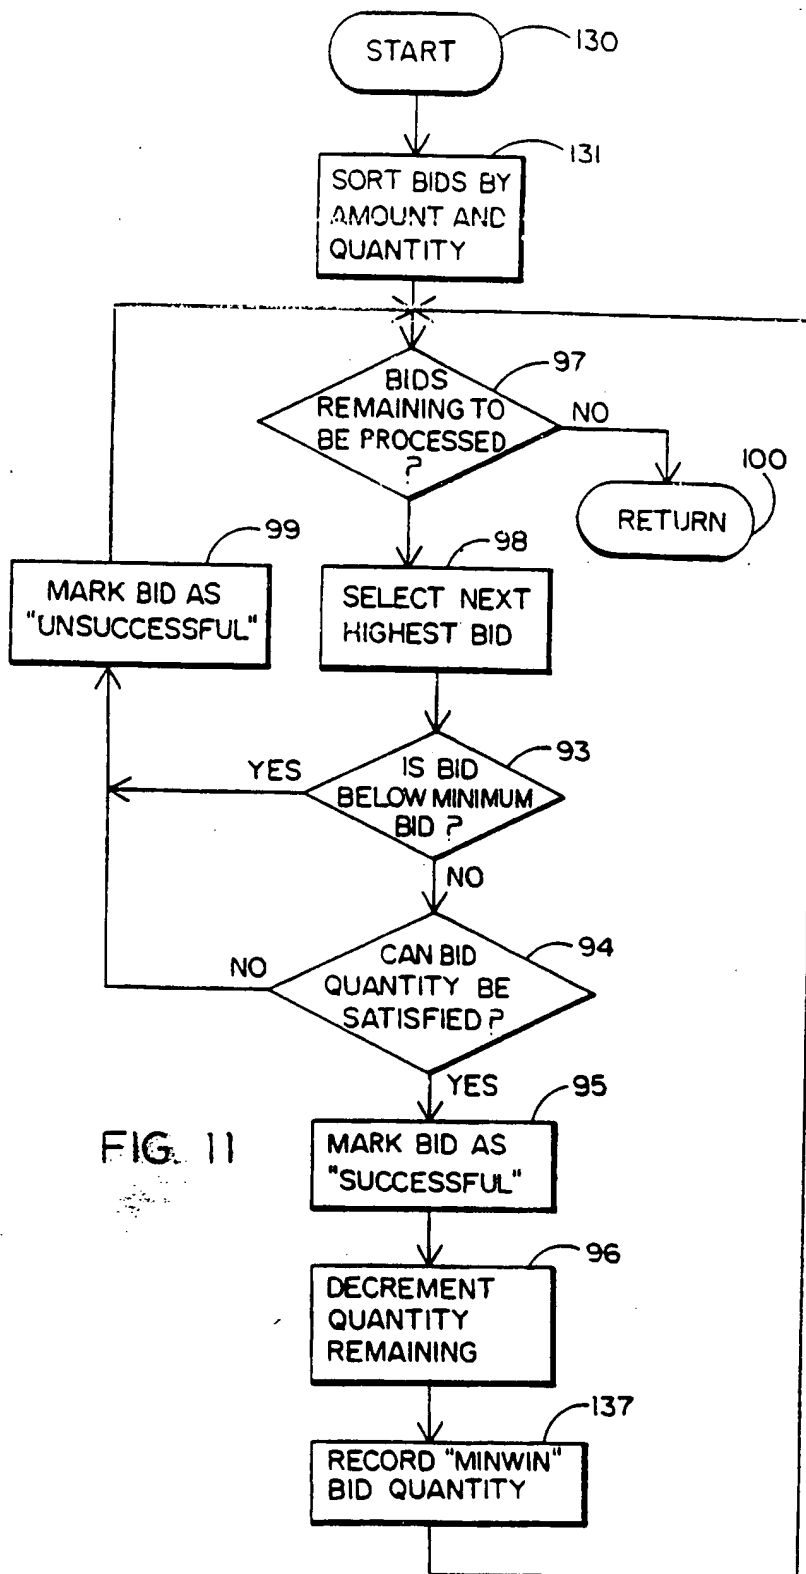 START
130
131
SORT BIDS BY
AMOUNT AND
QUANTITY
97
BIDS
REMAINING TO
BE PROCESSED
?
NO
100
RETURN
99
MARK BID AS
"UNSUCCESSFUL"
98
SELECT NEXT
HIGHEST BID
93
YES
IS BID
BELOW MINIMUM
BID ?
NO
94
NO
CAN BID
QUANTITY BE
SATISFIED ?
YES
95
FIG. 11
MARK BID AS
"SUCCESSFUL"
96
DECREMENT
QUANTITY
REMAINING
137
RECORD "MINWIN"
BID QUANTITY